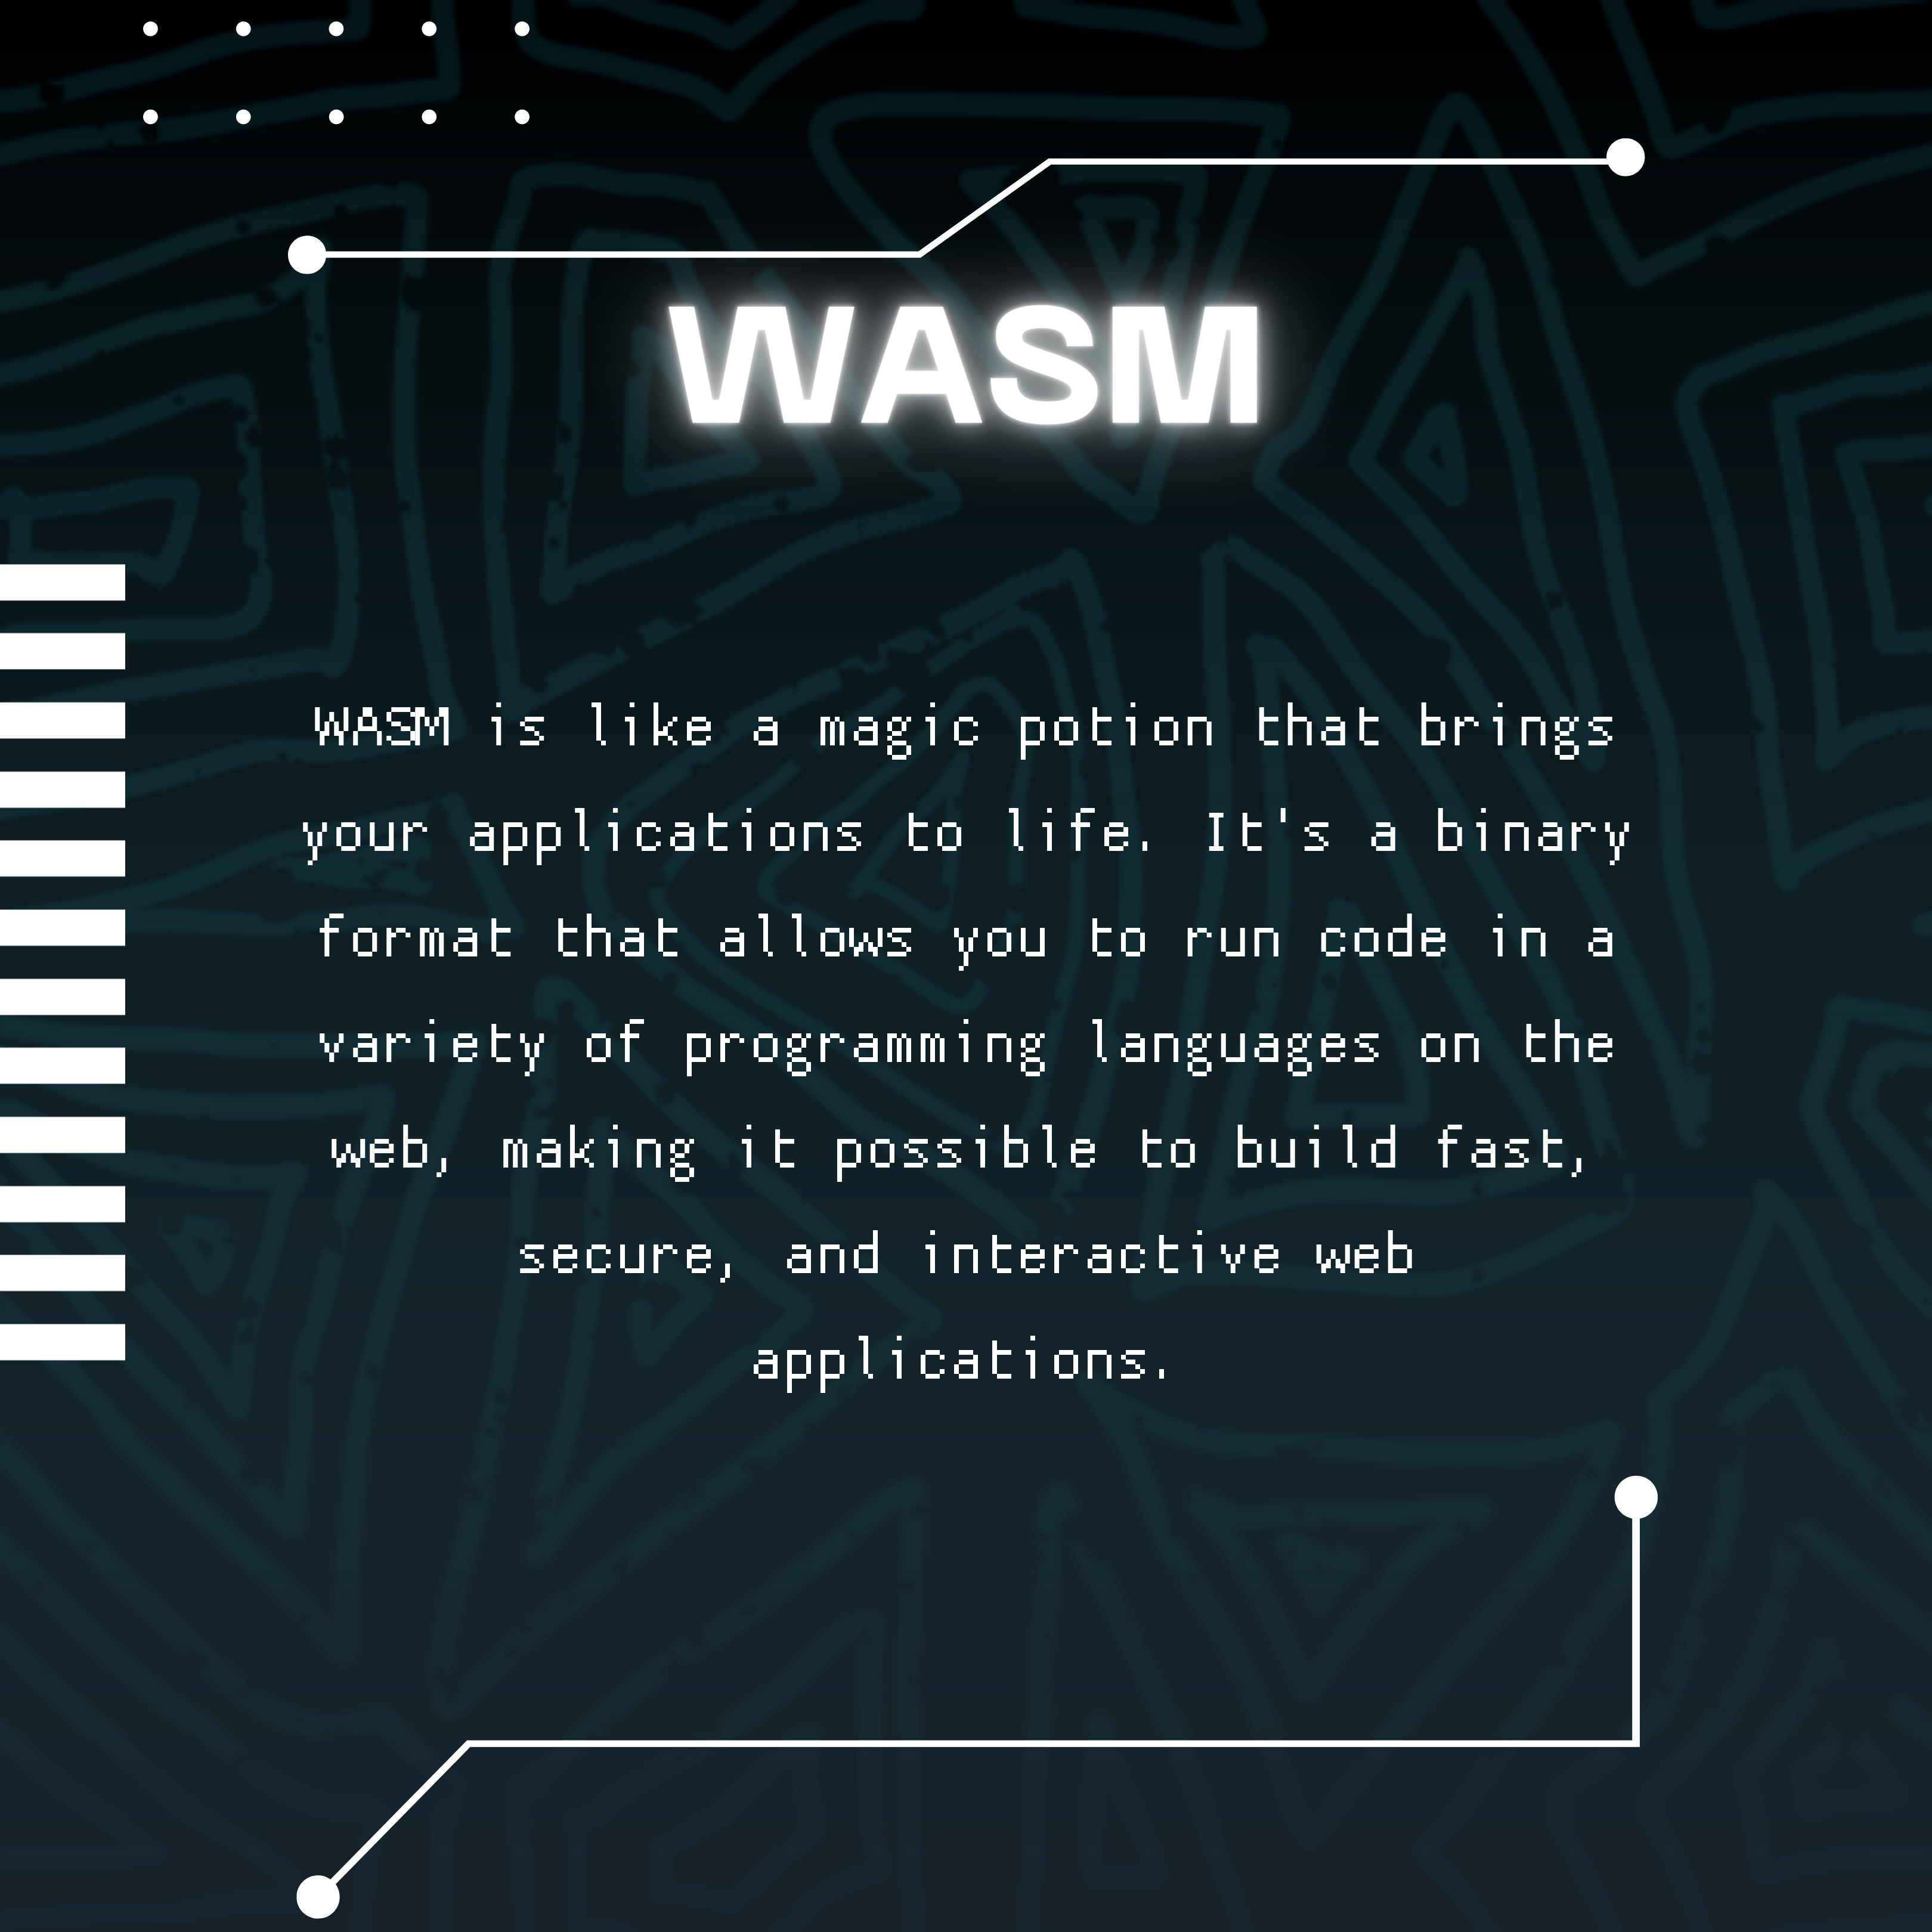 WASM
WASM is like a magic potion that brings
your applications to life. It's a binary
format that allows you to run code in a
variety of programming languages on the
web, making it possible to build fast,
secure, and interactive web
applications.